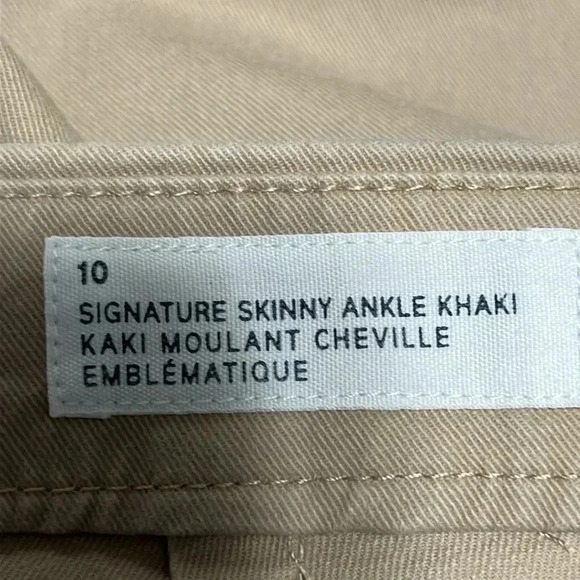 10
SIGNATURE SKINNY ANKLE KHAKI
KAKI MOULANT CHEVILLE
EMBLÉMATIQUE